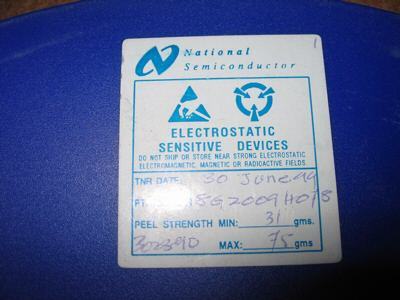 National
Semiconductor
ELECTROSTATIC
SENSITIVE DEVICES
DO NOT SHIP OR STORE NEAR STRONG ELECTROSTATIC
ELECTROMAGNETIC, MAGNETIC OR RADIOACTIVE FIELDS
TNR DATE: 30 June 99
PEEL STRENGTH MIN: 31 gms.
MAX: 75 gms